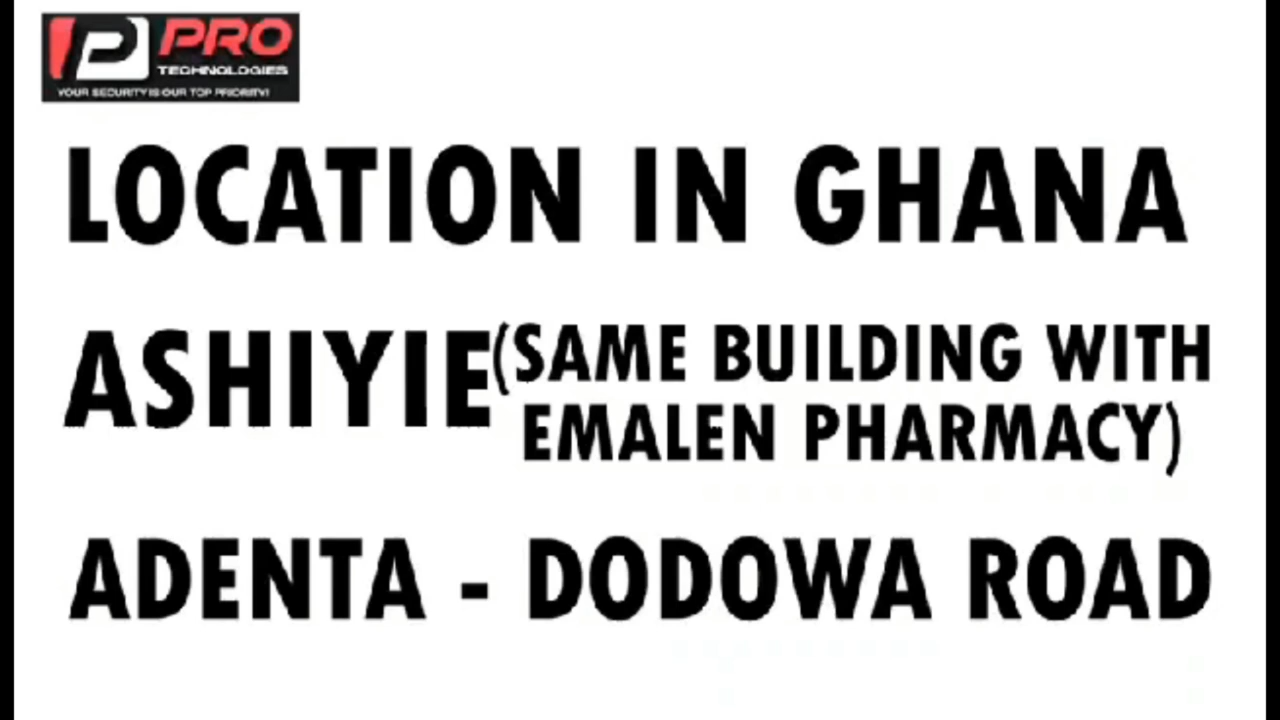 PRO
TECHNOLOGIES
YOUR SECURITY IS OUR TOP PRIORITY!
LOCATION IN GHANA
ASHIYIE (SAME BUILDING WITH
EMALEN PHARMACY)
ADENTA - DODOWA ROAD